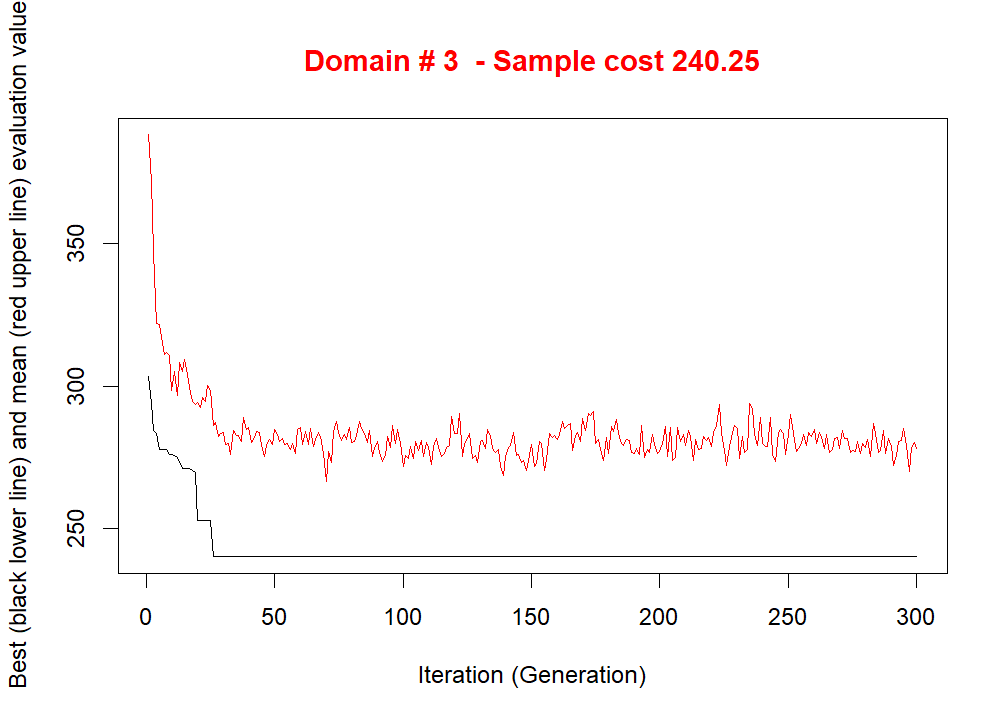 Domain # 3 - Sample cost 240.25
Best (black lower line) and mean (red upper line) evaluation value
350
300
250
0 50 100 150 200 250 300
Iteration (Generation)